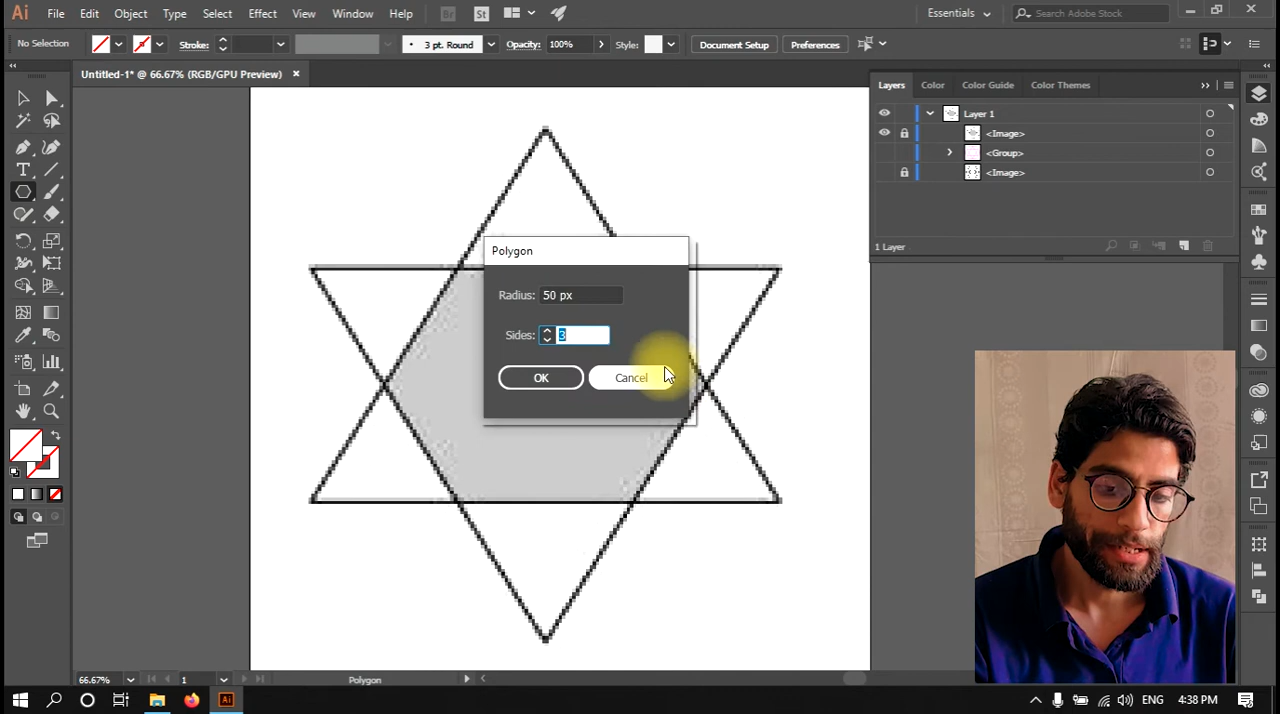 Ai File Edit Object Type Select Effect View Window Help Br St Essentials Search Adobe Stock
No Selection Stroke: 3 pt. Round Opacity: 100% Style: Document Setup Preferences
Untitled-1* @ 66.67% (RGB/GPU Preview)
Layers Color Color Guide Color Themes
Layer 1
<Image>
<Group>
<Image>
1 Layer
Polygon
Radius: 50 px
Sides: 3
OK Cancel
66.67% 1 Polygon
Ai ENG 4:38 PM